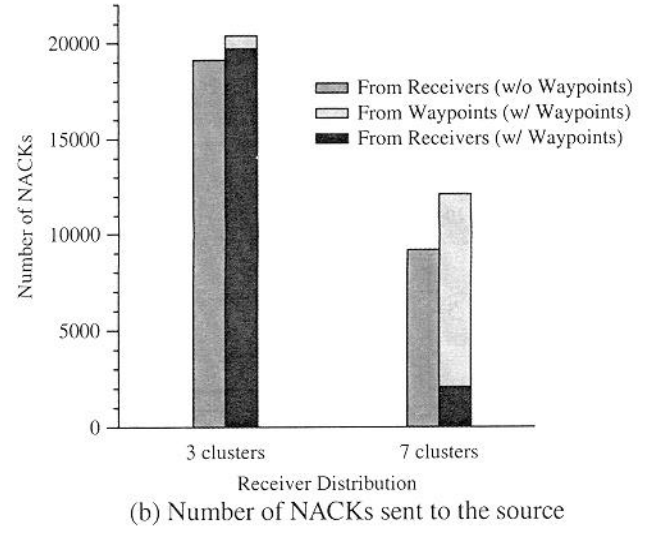 20000
15000
10000
5000
0
Number of NACKs
From Receivers (w/o Waypoints)
From Waypoints (w/ Waypoints)
From Receivers (w/ Waypoints)
3 clusters
7 clusters
Receiver Distribution
(b) Number of NACKs sent to the source